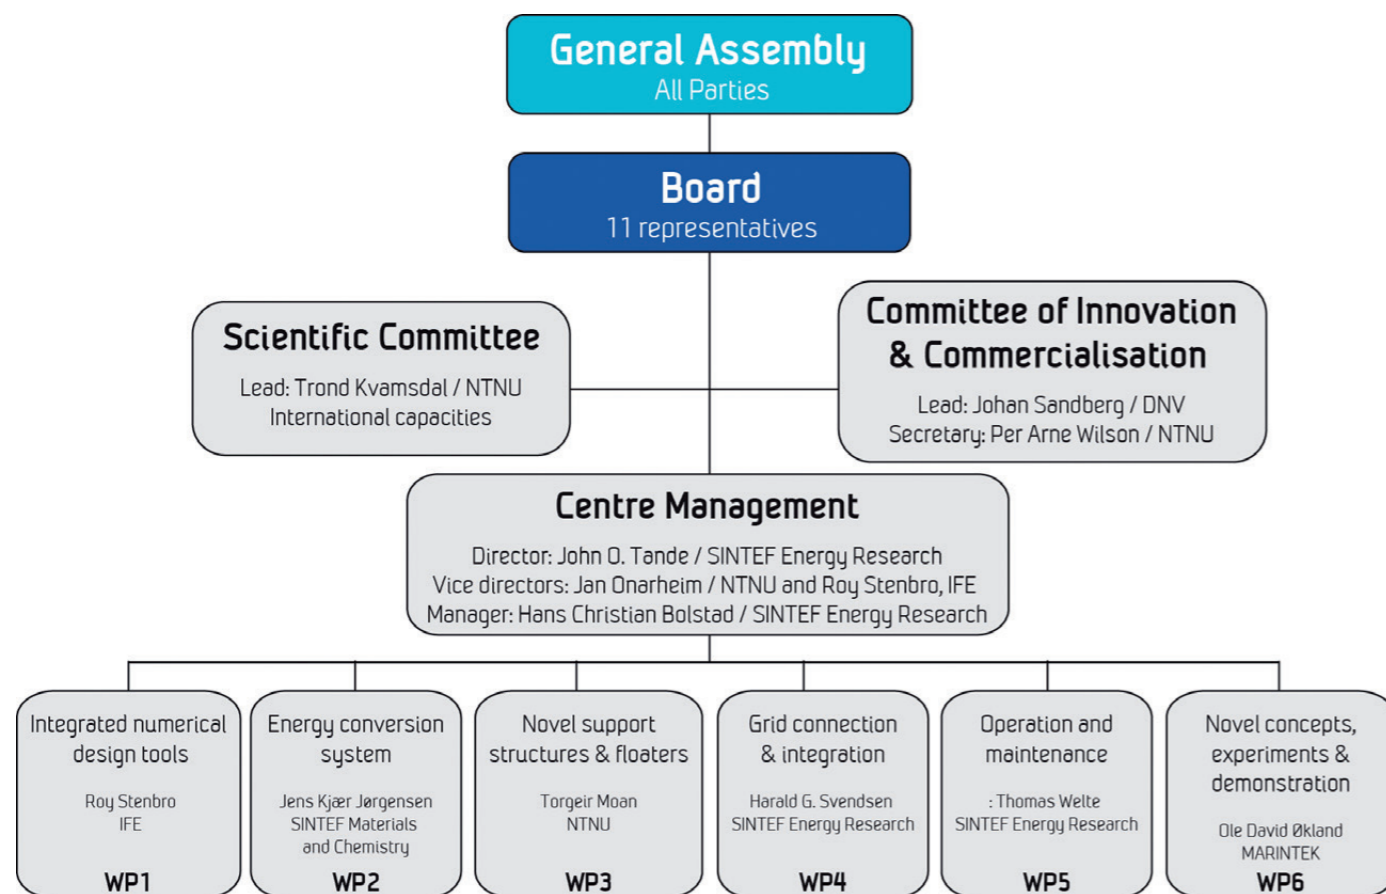 General Assembly
All Parties
Board
11 representatives
Scientific Committee
Lead: Trond Kvamsdal / NTNU
International capacities
Committee of Innovation
& Commercialisation
Lead: Johan Sandberg / DNV
Secretary: Per Arne Wilson / NTNU
Centre Management
Director: John O. Tande / SINTEF Energy Research
Vice directors: Jan Onarheim / NTNU and Roy Stenbro, IFE
Manager: Hans Christian Bolstad / SINTEF Energy Research
Integrated numerical
design tools
Roy Stenbro
IFE
WP1
Energy conversion
system
Jens Kjær Jørgensen
SINTEF Materials
and Chemistry
WP2
Novel support
structures & floaters
Torgeir Moan
NTNU
WP3
Grid connection
& integration
Harald G. Svendsen
SINTEF Energy Research
WP4
Operation and
maintenance
: Thomas Welte
SINTEF Energy Research
WP5
Novel concepts,
experiments &
demonstration
Ole David Økland
MARINTEK
WP6